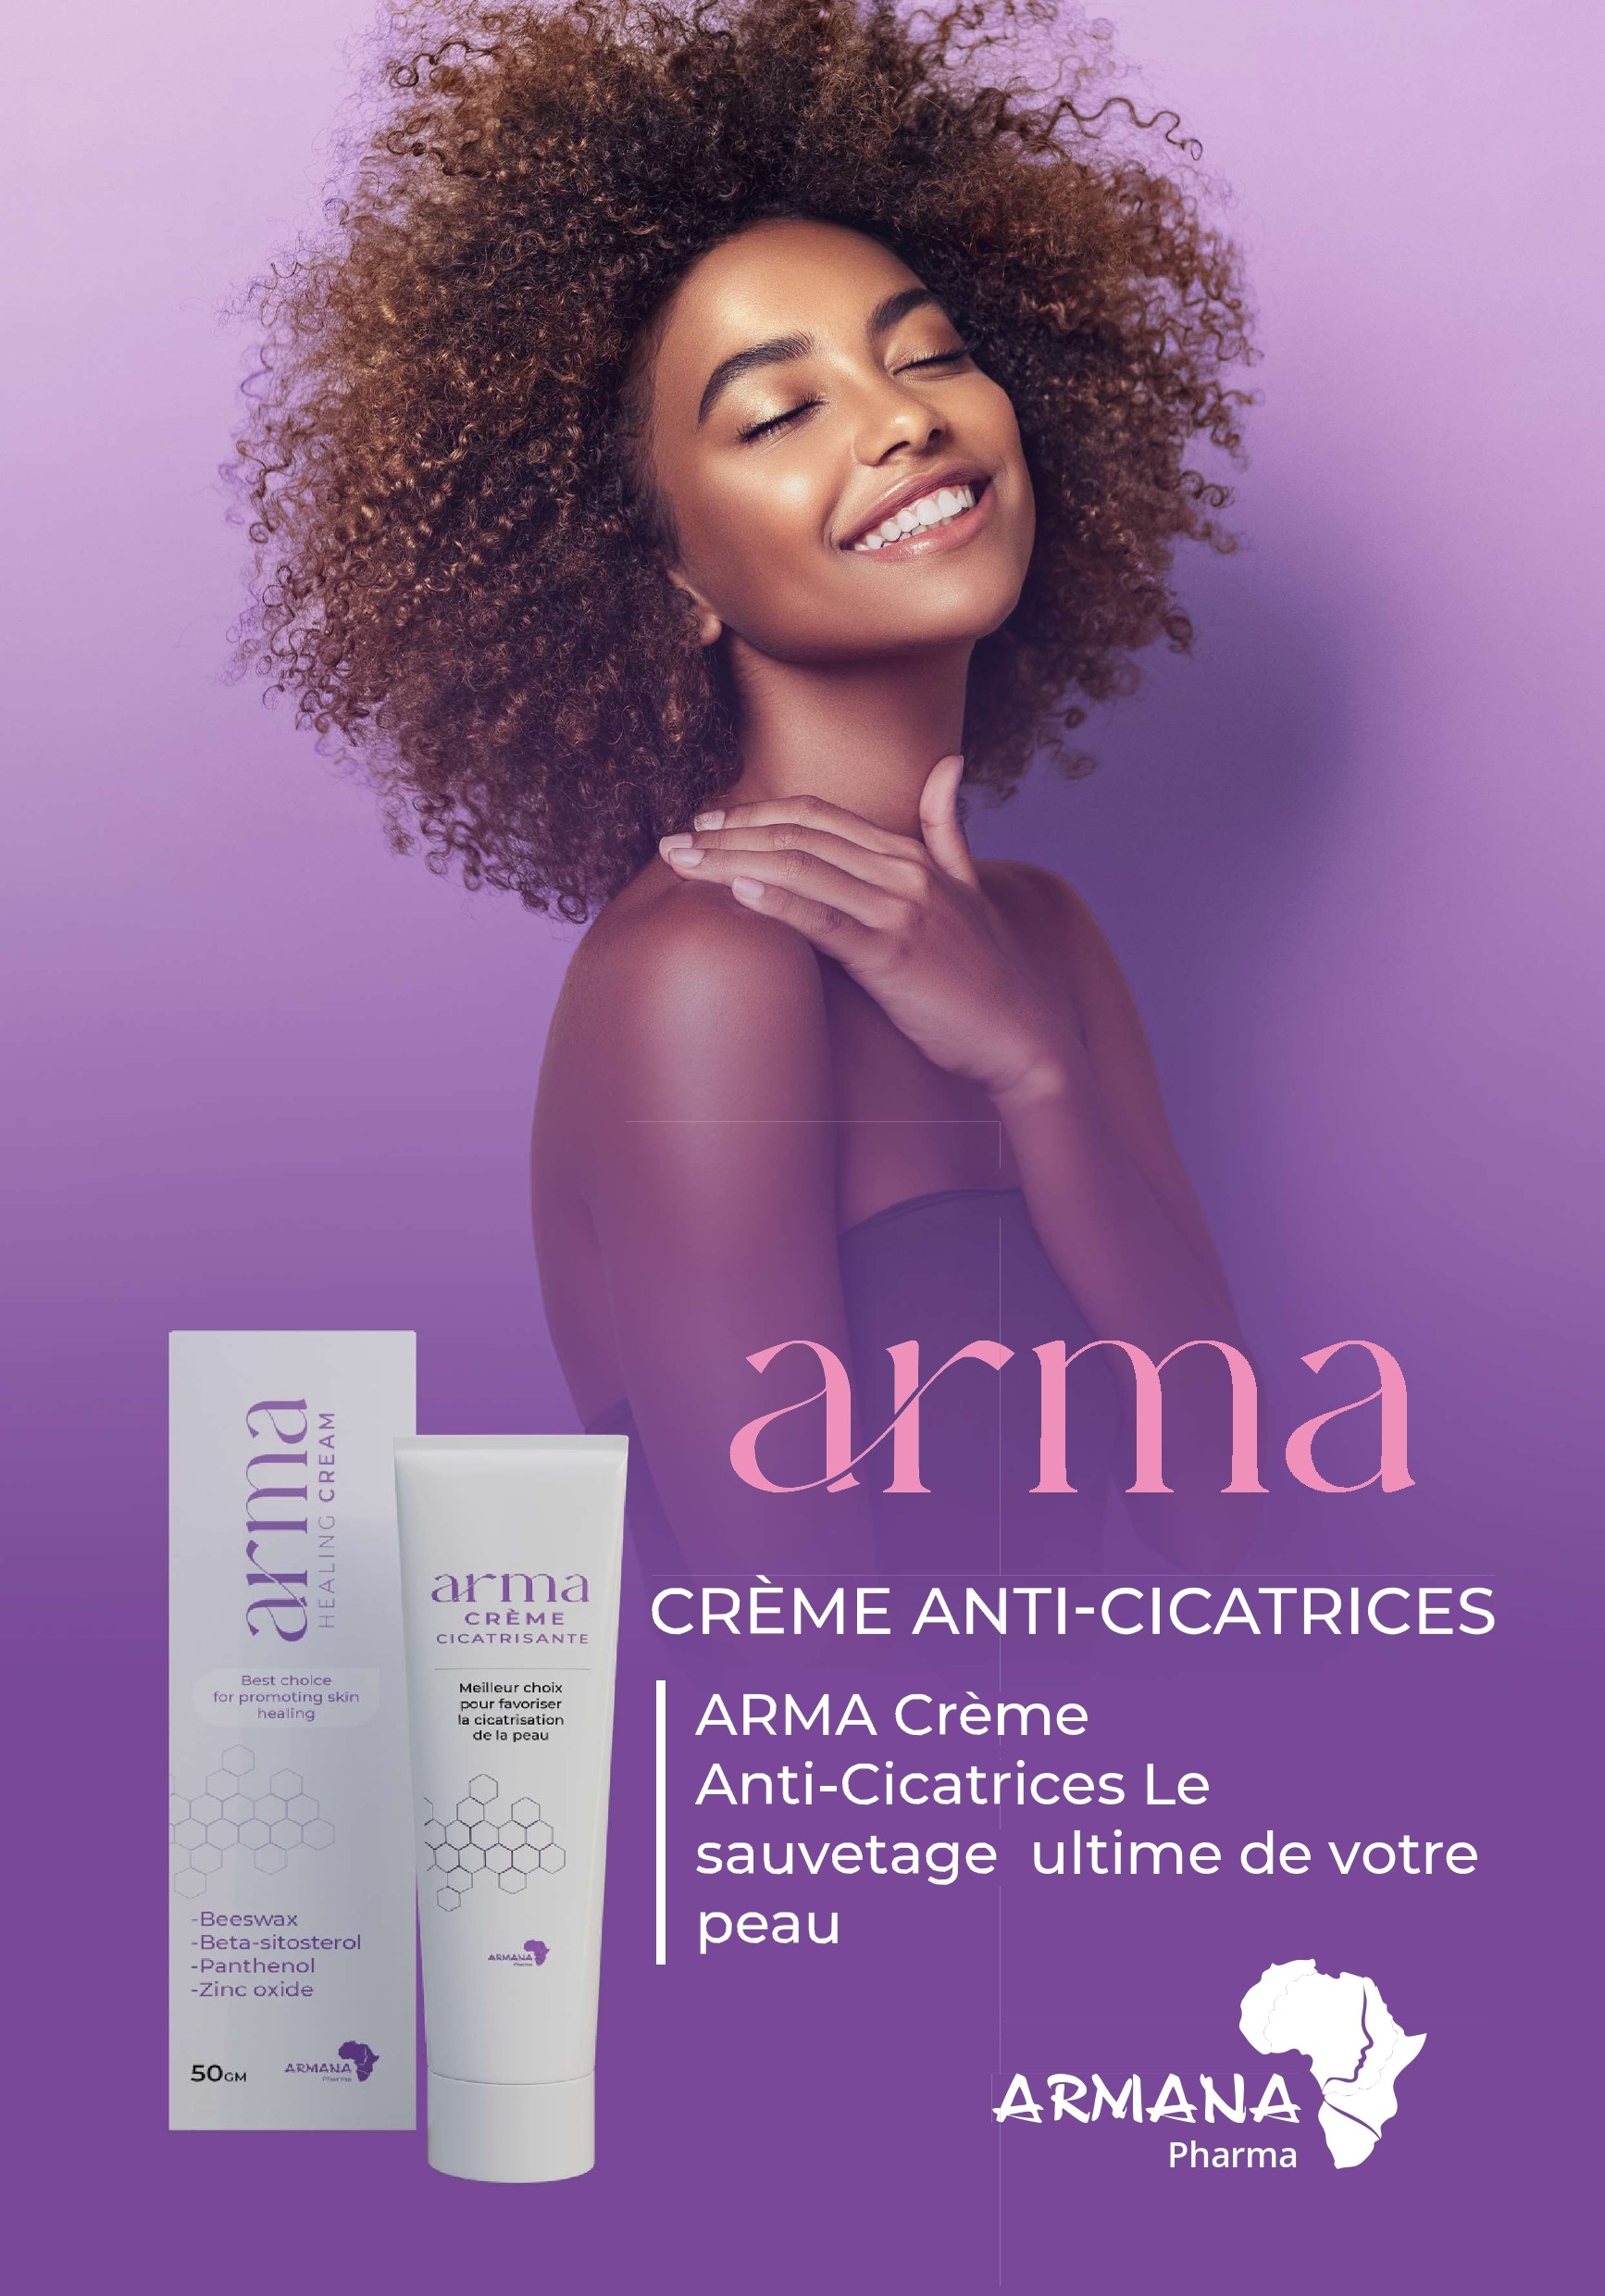 arma
CRÈME ANTI-CICATRICES
ARMA Crème
Anti-Cicatrices Le
sauvetage ultime de votre
peau
arma
HEALING CREAM
Best choice
for promoting skin
healing
-Beeswax
-Beta-sitosterol
-Panthenol
-Zinc oxide
50GM
ARMANA
Pharma
arma
CRÈME
CICATRISANTE
Meilleur choix
pour favoriser
la cicatrisation
de la peau
ARMANA
Pharma
ARMANA
Pharma